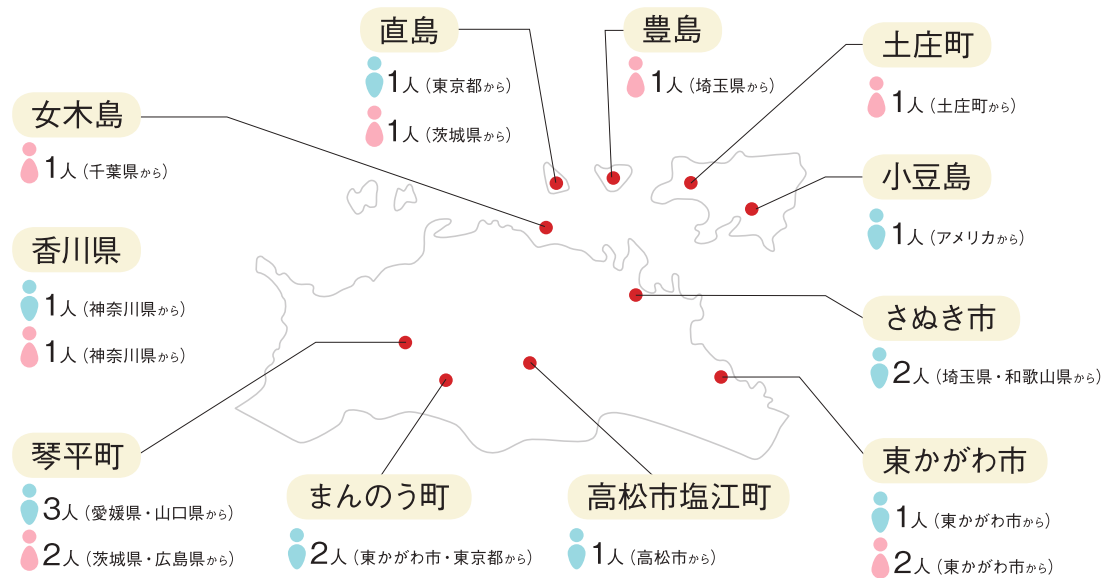 直島
1人（東京都から）
1人（茨城県から）
豊島
1人（埼玉県から）
土庄町
1人（土庄町から）
女木島
1人（千葉県から）
小豆島
1人（アメリカから）
香川県
1人（神奈川県から）
1人（神奈川県から）
さぬき市
2人（埼玉県・和歌山県から）
琴平町
3人（愛媛県・山口県から）
2人（茨城県・広島県から）
まんのう町
2人（東かがわ市・東京都から）
高松市塩江町
1人（高松市から）
東かがわ市
1人（東かがわ市から）
2人（東かがわ市から）